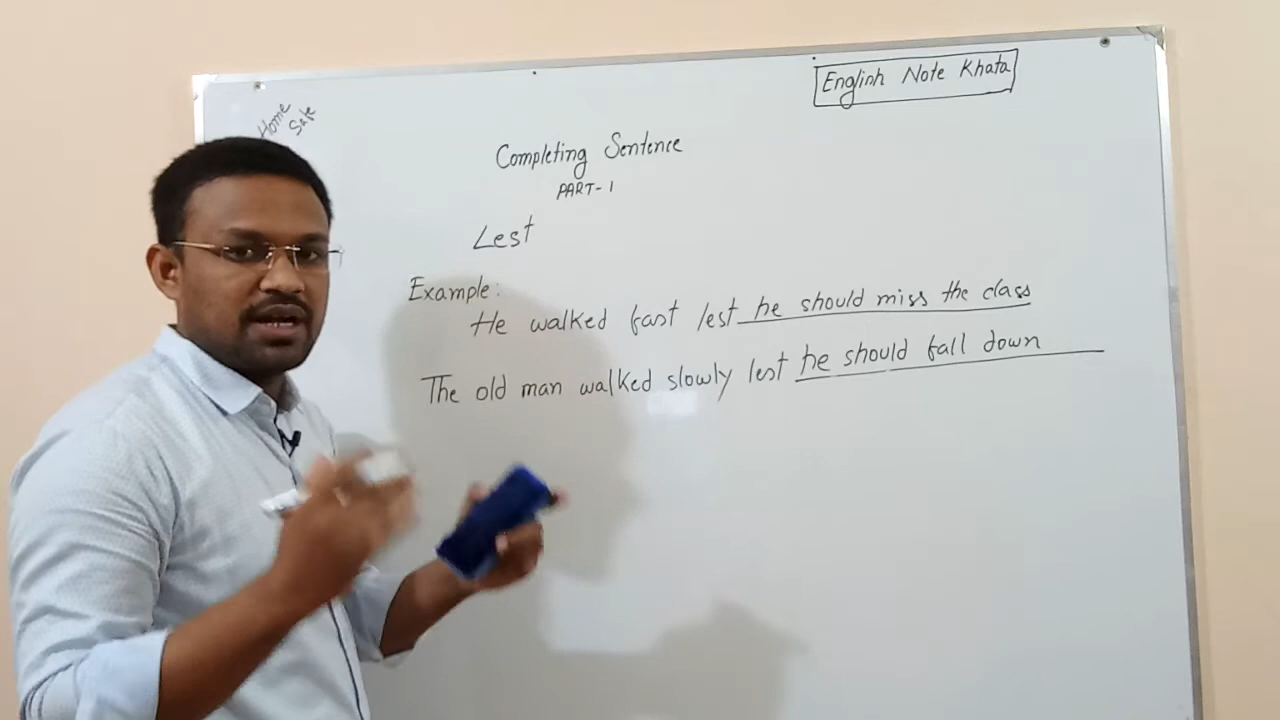 English Note Khata
Home
Safe
Completing Sentence
PART-1
Lest
Example:
He walked fast lest he should miss the class
The old man walked slowly lest he should fall down